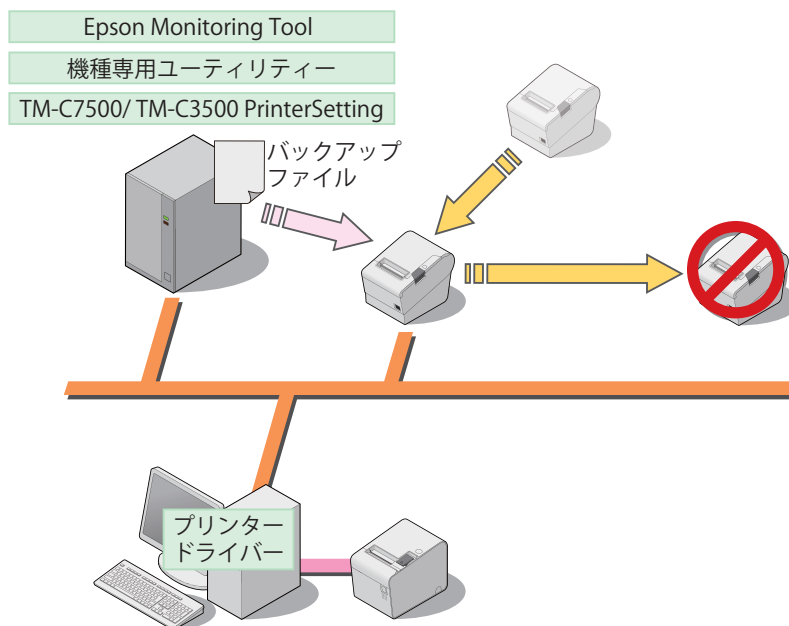 Epson Monitoring Tool
機種専用ユーティリティー
TM-C7500/ TM-C3500 PrinterSetting
バックアップ
ファイル
プリンター
ドライバー